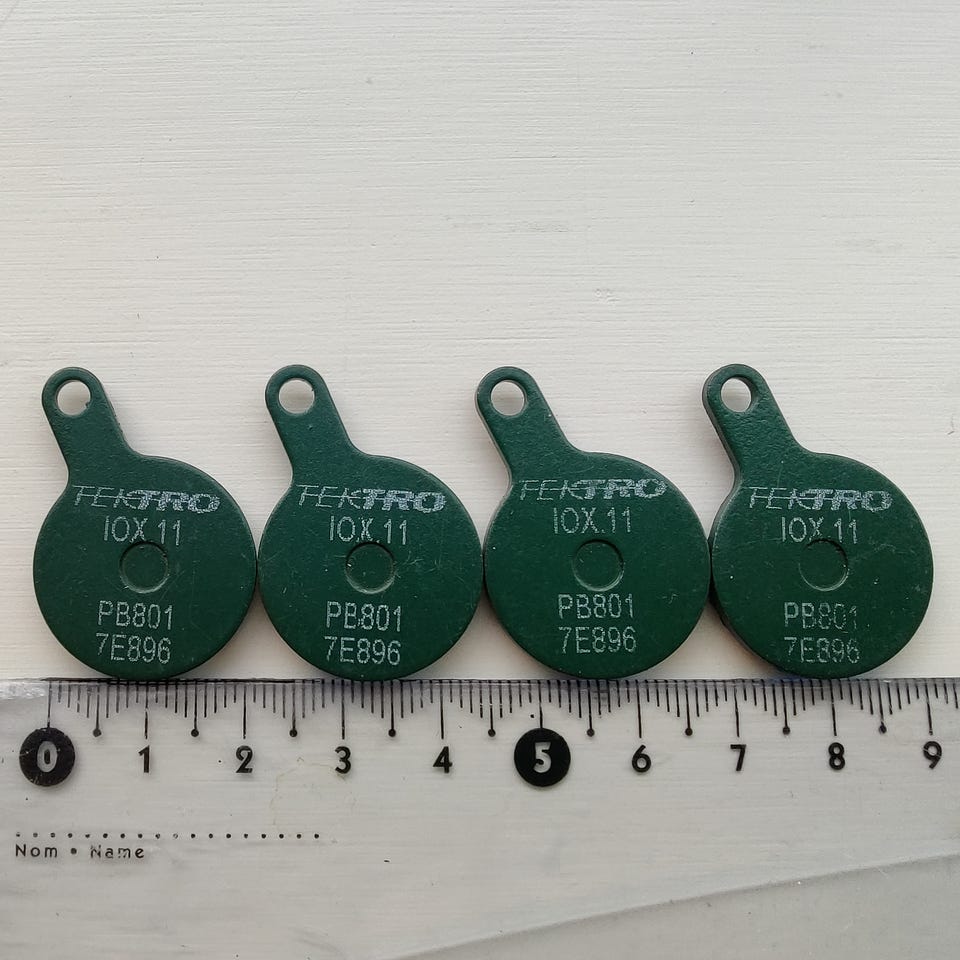 TEKTRO
IOX.11
PB801
7E896
TEKTRO
IOX.11
PB801
7E896
TEKTRO
IOX.11
PB801
7E896
TEKTRO
IOX.11
PB801
7E896
0 1 2 3 4 5 6 7 8 9
Nom • Name